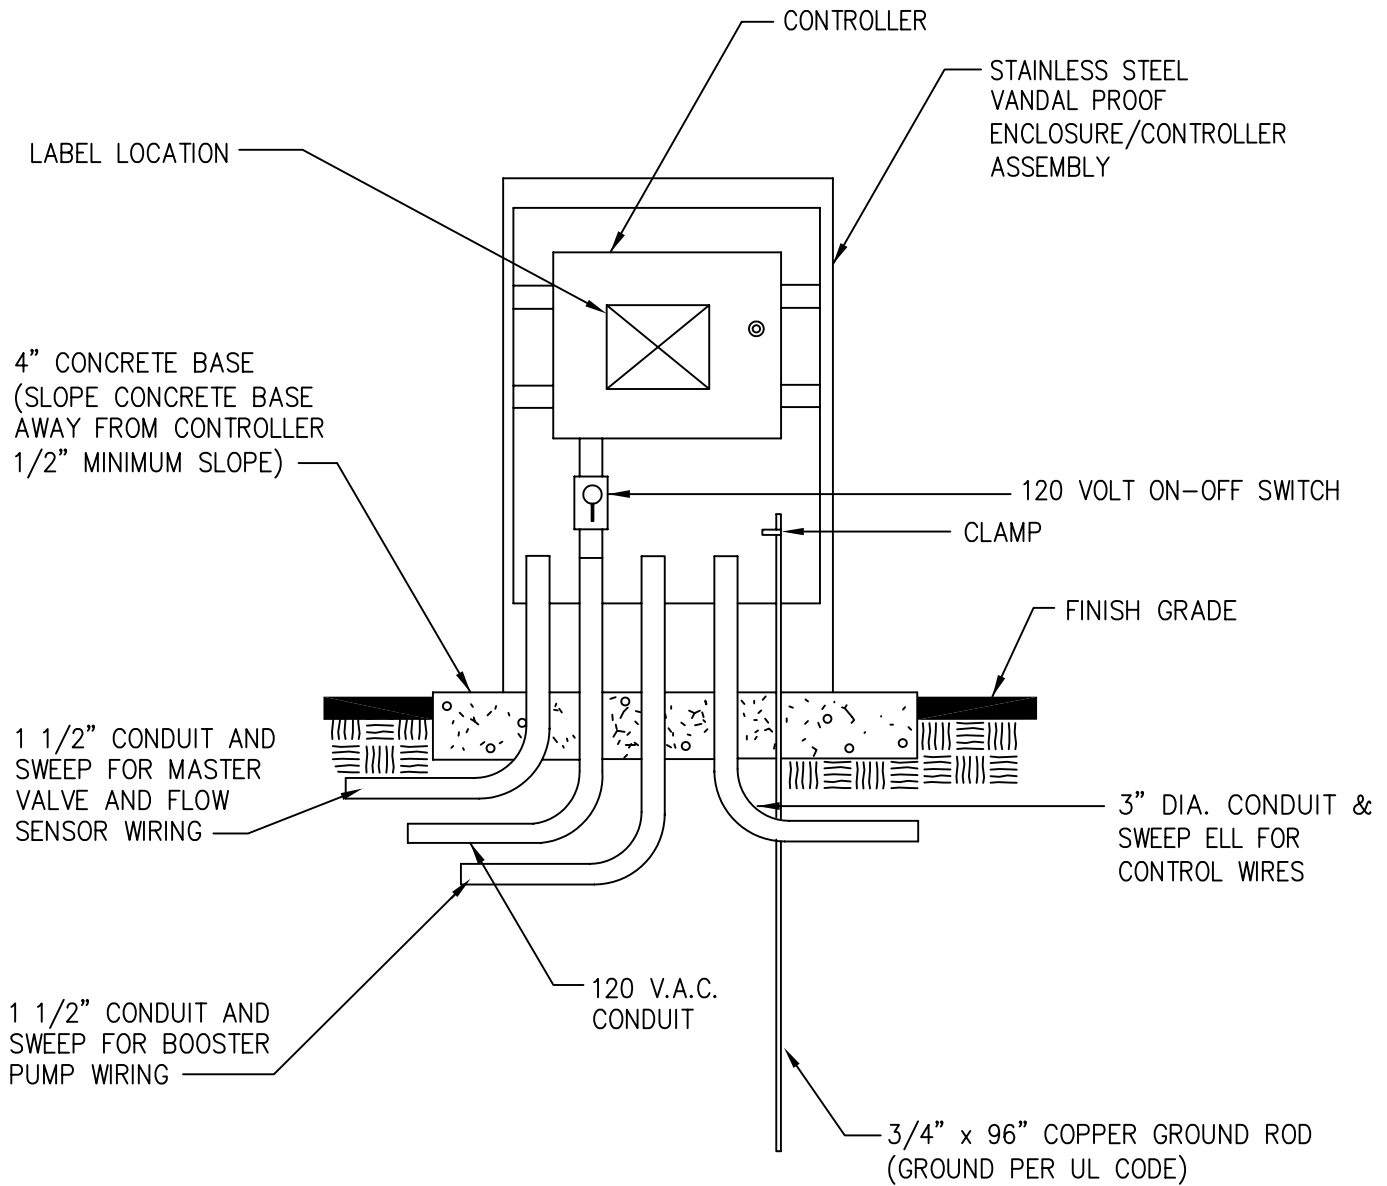 CONTROLLER
STAINLESS STEEL
VANDAL PROOF
ENCLOSURE/CONTROLLER
ASSEMBLY
LABEL LOCATION
4" CONCRETE BASE
(SLOPE CONCRETE BASE
AWAY FROM CONTROLLER
1/2" MINIMUM SLOPE)
120 VOLT ON-OFF SWITCH
CLAMP
FINISH GRADE
1 1/2" CONDUIT AND
SWEEP FOR MASTER
VALVE AND FLOW
SENSOR WIRING
3" DIA. CONDUIT &
SWEEP ELL FOR
CONTROL WIRES
120 V.A.C.
CONDUIT
1 1/2" CONDUIT AND
SWEEP FOR BOOSTER
PUMP WIRING
3/4" x 96" COPPER GROUND ROD
(GROUND PER UL CODE)